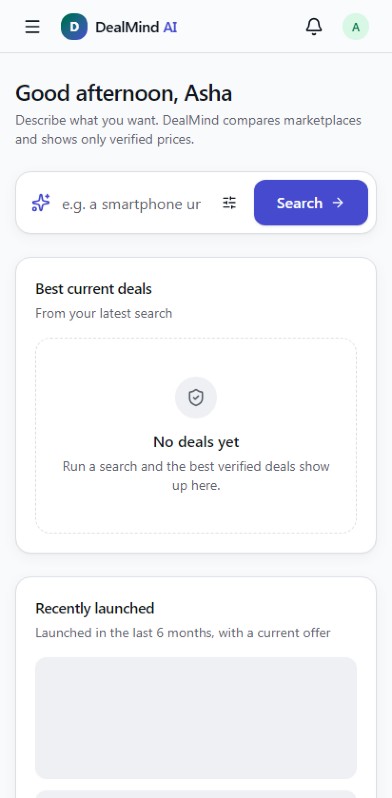 D DealMind AI
A
Good afternoon, Asha
Describe what you want. DealMind compares marketplaces
and shows only verified prices.
e.g. a smartphone ur
Search
Best current deals
From your latest search
No deals yet
Run a search and the best verified deals show
up here.
Recently launched
Launched in the last 6 months, with a current offer